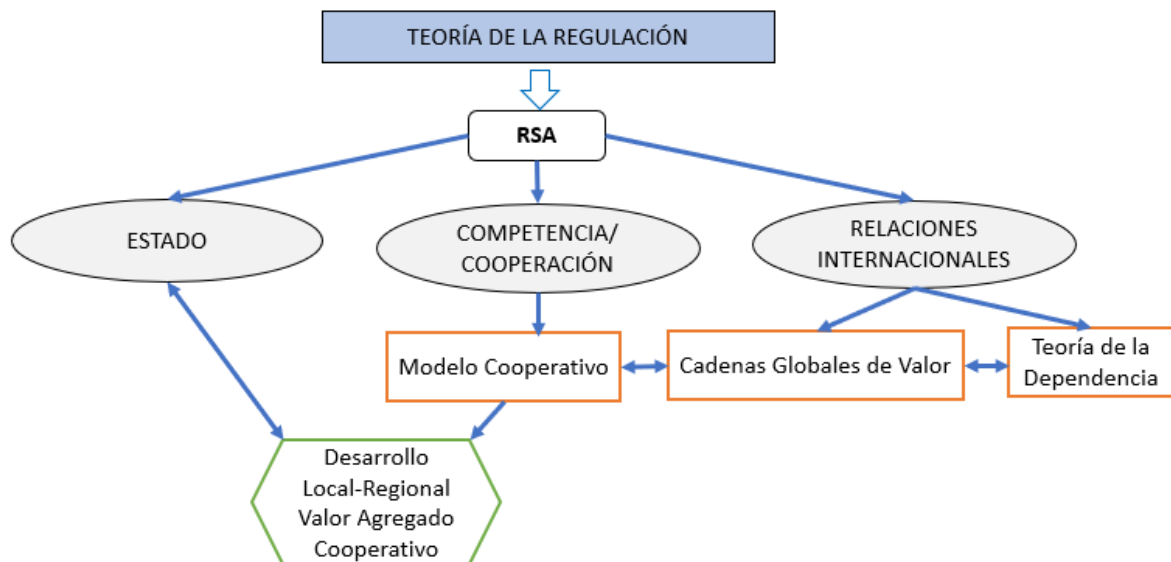 TEORÍA DE LA REGULACIÓN
RSA
ESTADO
COMPETENCIA/
COOPERACIÓN
RELACIONES
INTERNACIONALES
Modelo Cooperativo
Cadenas Globales de Valor
Teoría de la
Dependencia
Desarrollo
Local-Regional
Valor Agregado
Cooperativo